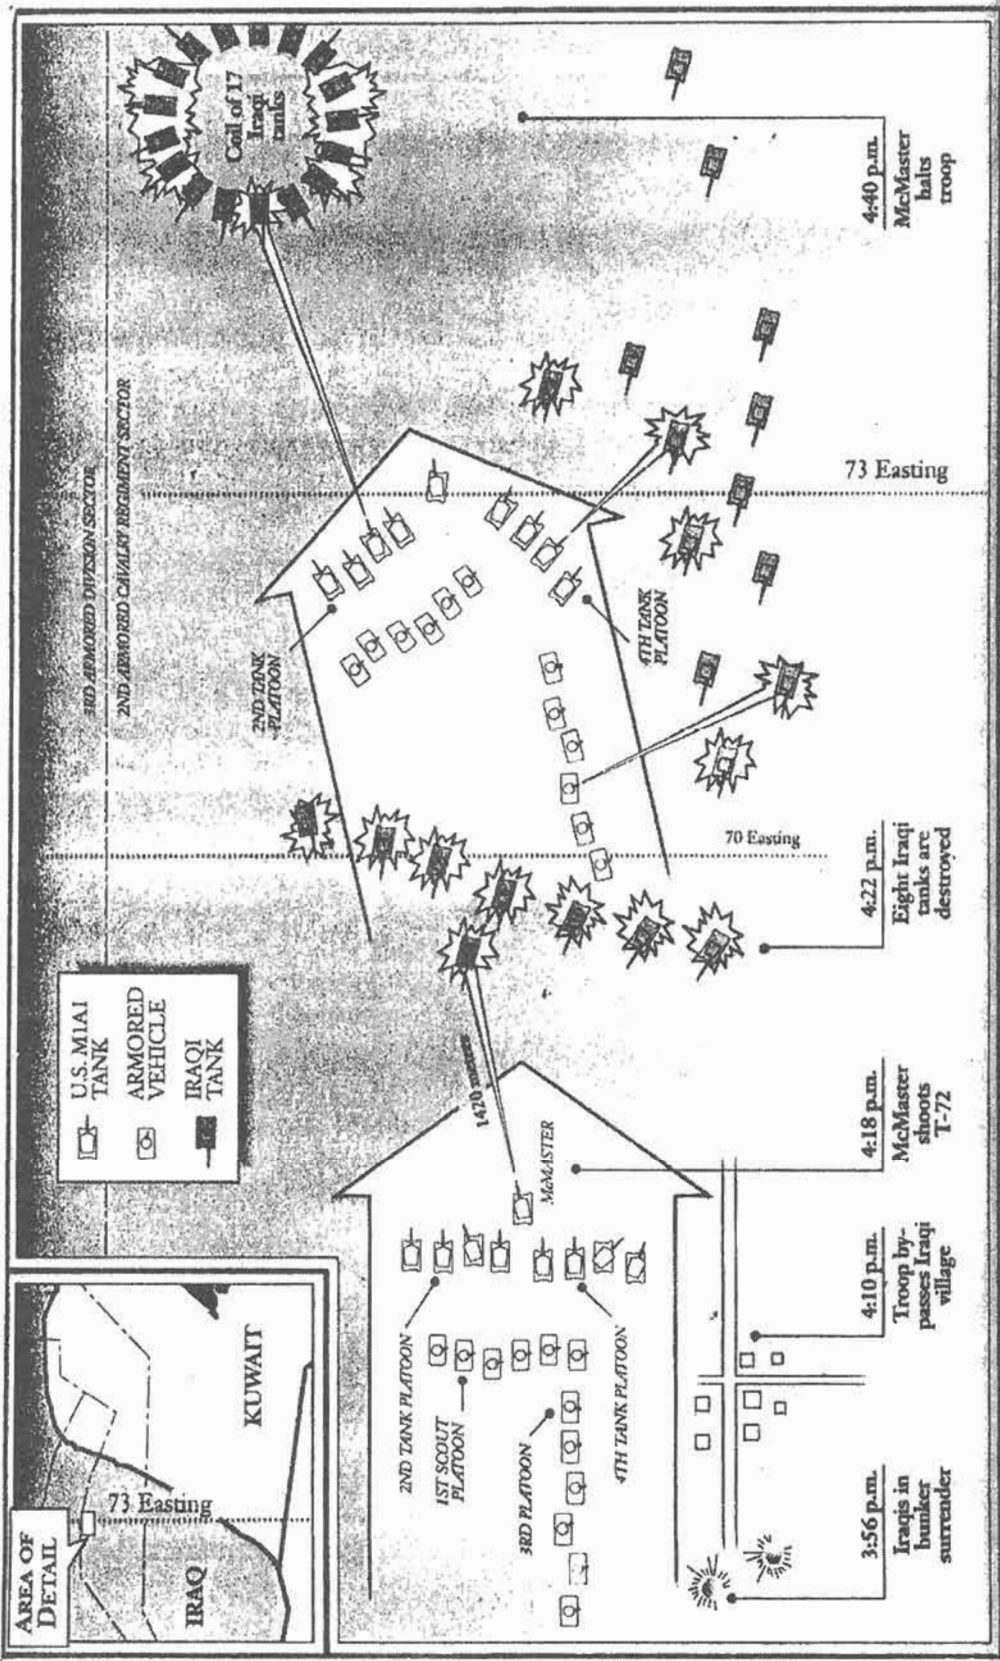 AREA OF
DETAIL
IRAQ
KUWAIT
73 Easting
U.S. M1A1
TANK
ARMORED
VEHICLE
IRAQI
TANK
3RD ARMORED DIVISION SECTOR
2ND ARMORED CAVALRY REGIMENT SECTOR
Coil of 17
Iraqi
tanks
2ND TANK PLATOON
1ST SCOUT
PLATOON
3RD PLATOON
4TH TANK PLATOON
McMASTER
1420
2ND TANK
PLATOON
4TH TANK
PLATOON
70 Easting
73 Easting
3:56 p.m.
Iraqis in
bunker
surrender
4:10 p.m.
Troop by-
passes Iraqi
village
4:18 p.m.
McMaster
shoots
T-72
4:22 p.m.
Eight Iraqi
tanks are
destroyed
4:40 p.m.
McMaster
halts
troop